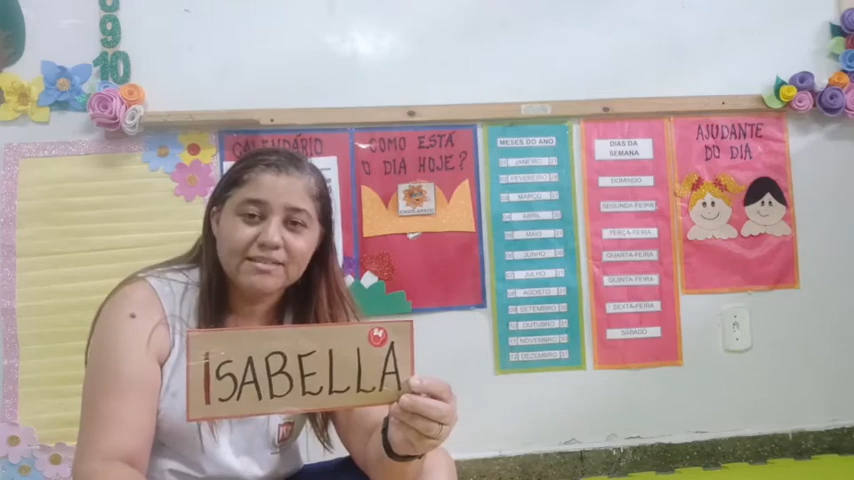 8
9
10
CALENDÁRIO
COMO ESTÁ
O DIA HOJE?
ENSOLARADO
MESES DO ANO
JANEIRO
FEVEREIRO
MARÇO
ABRIL
MAIO
JUNHO
JULHO
AGOSTO
SETEMBRO
OUTUBRO
NOVEMBRO
DEZEMBRO
DIAS DA
SEMANA
DOMINGO
SEGUNDA-FEIRA
TERÇA-FEIRA
QUARTA-FEIRA
QUINTA-FEIRA
SEXTA-FEIRA
SÁBADO
AJUDANTE
DO DIA
ISABELLA